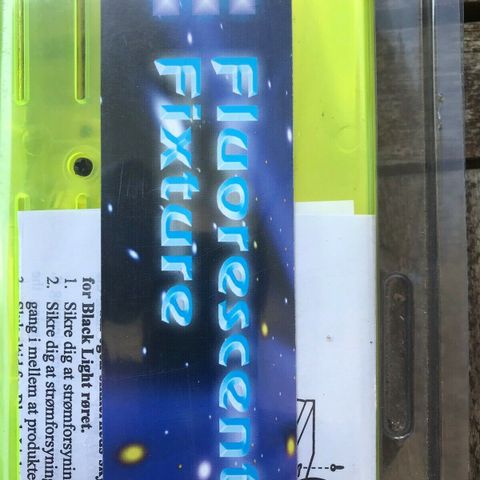 Fluorescent
Fixture
for Black Light røret.
1. Sikre dig at strømforsynin
2. Sikre dig at strømforsyning
gang i mellem at produkte